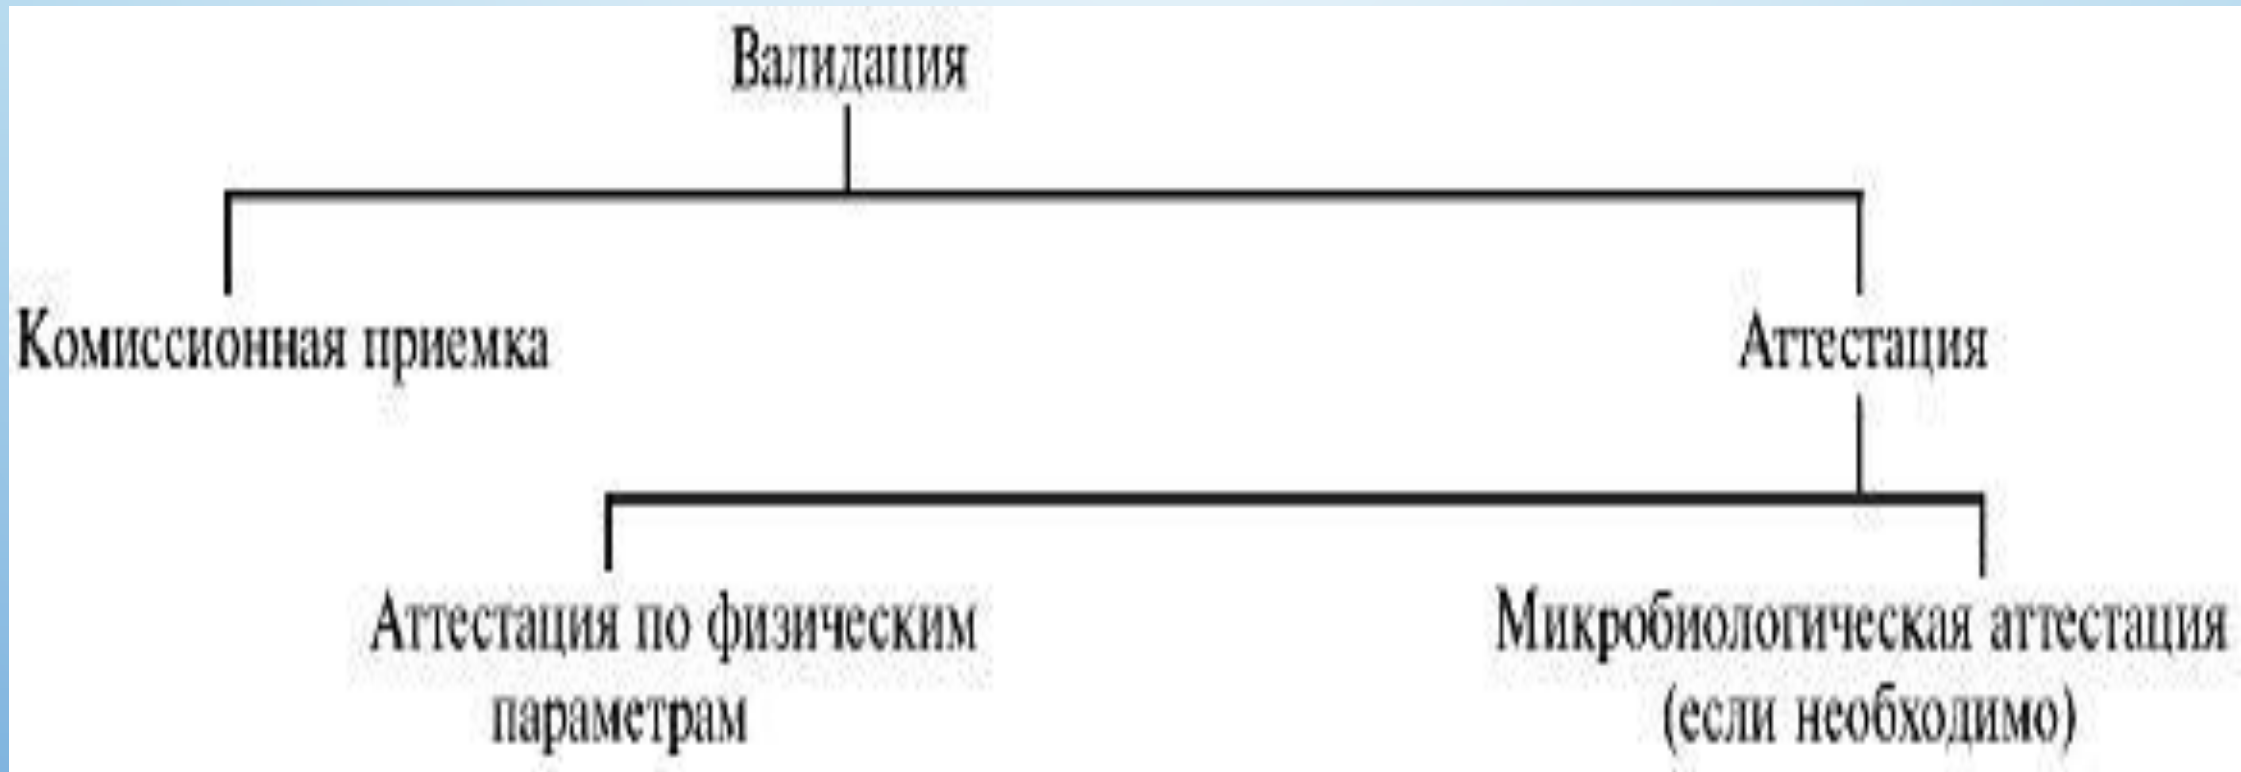 Валидация
Комиссионная приемка
Аттестация
Аттестация по физическим
параметрам
Микробиологическая аттестация
(если необходимо)